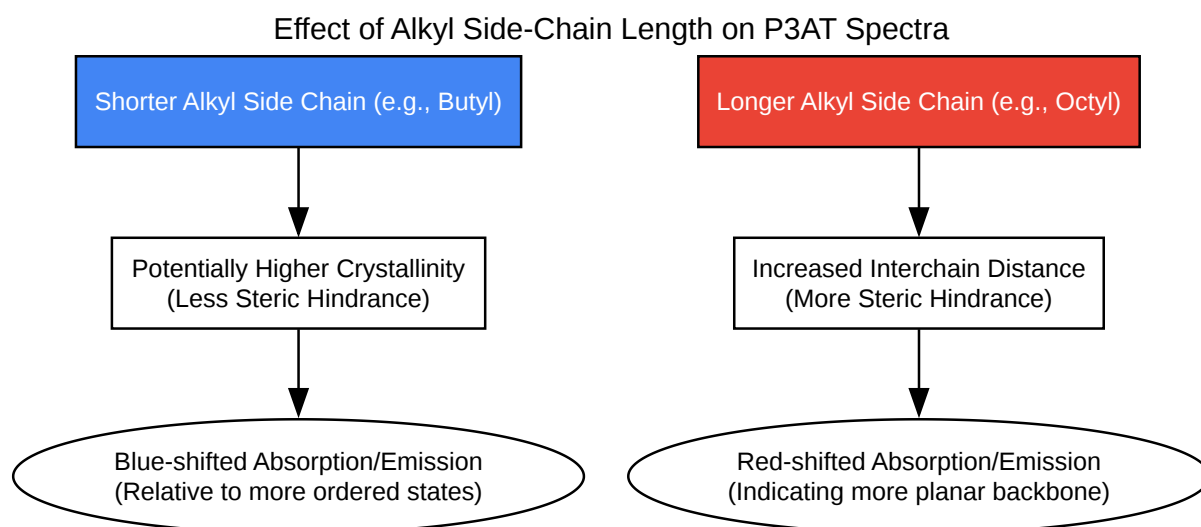 Effect of Alkyl Side-Chain Length on P3AT Spectra
Shorter Alkyl Side Chain (e.g., Butyl)
Longer Alkyl Side Chain (e.g., Octyl)
Potentially Higher Crystallinity
(Less Steric Hindrance)
Increased Interchain Distance
(More Steric Hindrance)
Blue-shifted Absorption/Emission
(Relative to more ordered states)
Red-shifted Absorption/Emission
(Indicating more planar backbone)